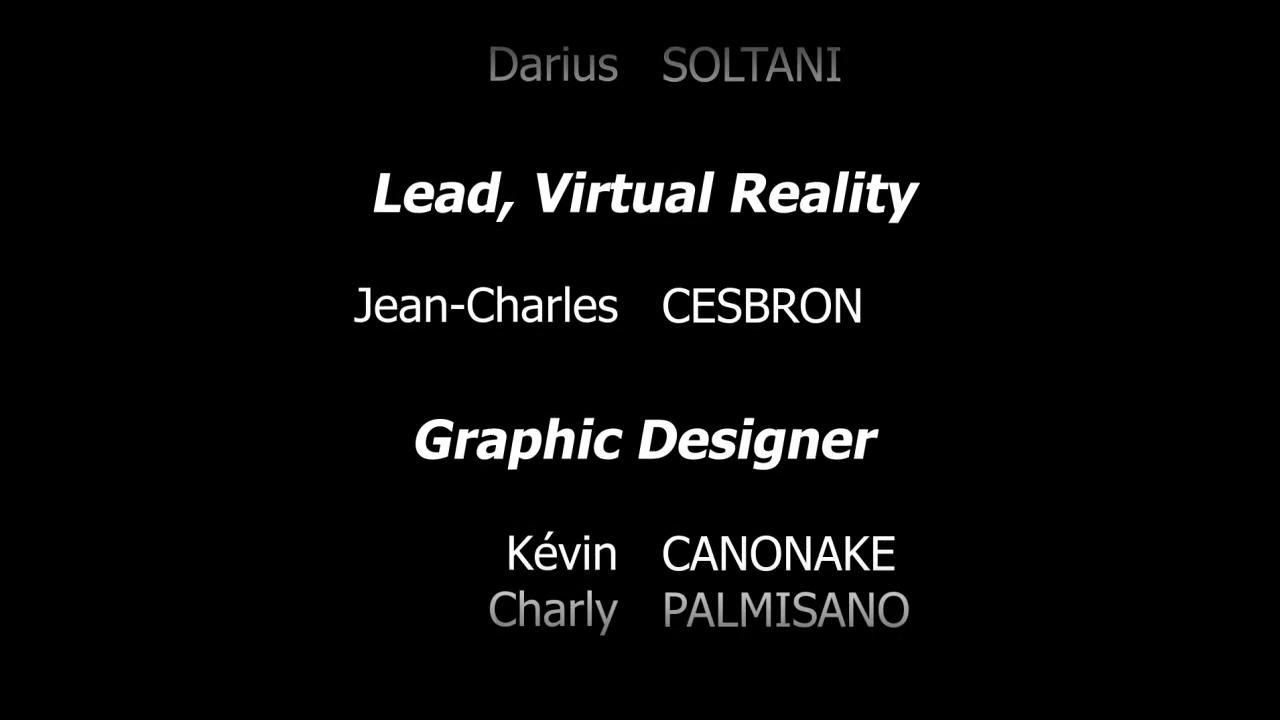 Darius SOLTANI
Lead, Virtual Reality
Jean-Charles CESBRON
Graphic Designer
Kévin CANONAKE
Charly PALMISANO